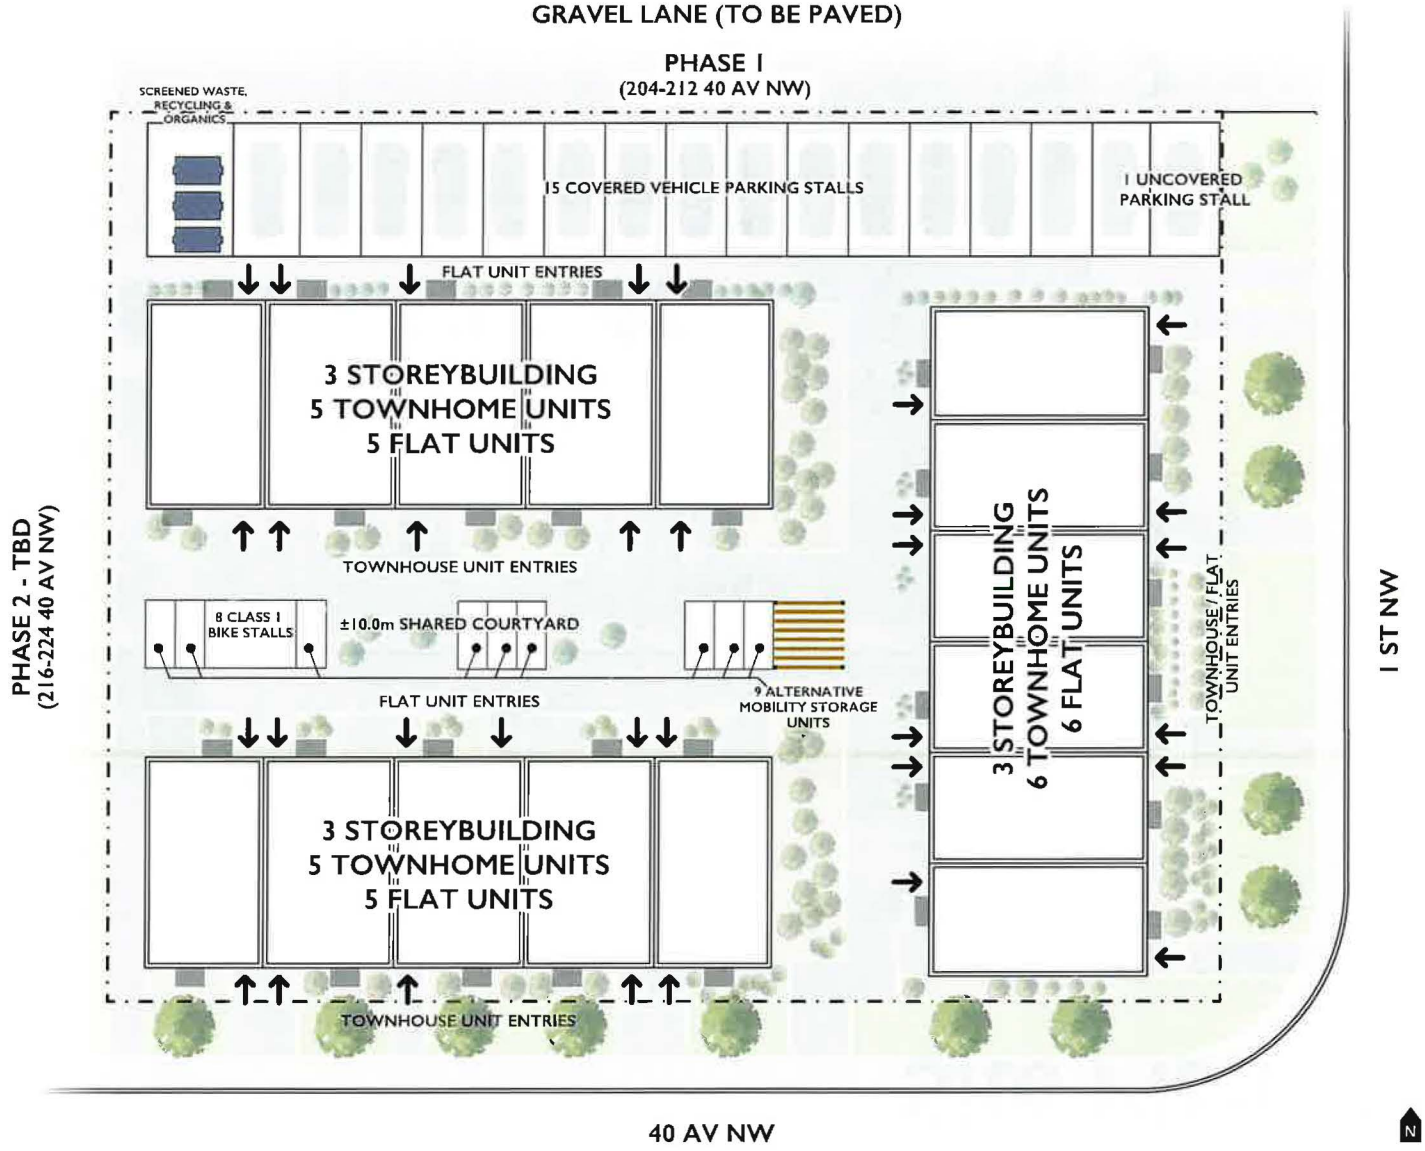 GRAVEL LANE (TO BE PAVED)
PHASE I
(204-212 40 AV NW)
SCREENED WASTE,
RECYCLING &
ORGANICS
15 COVERED VEHICLE PARKING STALLS
1 UNCOVERED
PARKING STALL
FLAT UNIT ENTRIES
3 STOREYBUILDING
5 TOWNHOME UNITS
5 FLAT UNITS
TOWNHOUSE UNIT ENTRIES
8 CLASS 1
BIKE STALLS
±10.0m SHARED COURTYARD
FLAT UNIT ENTRIES
9 ALTERNATIVE
MOBILITY STORAGE
UNITS
3 STOREYBUILDING
5 TOWNHOME UNITS
5 FLAT UNITS
TOWNHOUSE UNIT ENTRIES
3 STOREYBUILDING
6 TOWNHOME UNITS
6 FLAT UNITS
TOWNHOUSE / FLAT
UNIT ENTRIES
PHASE 2 - TBD
(216-224 40 AV NW)
1 ST NW
40 AV NW
N